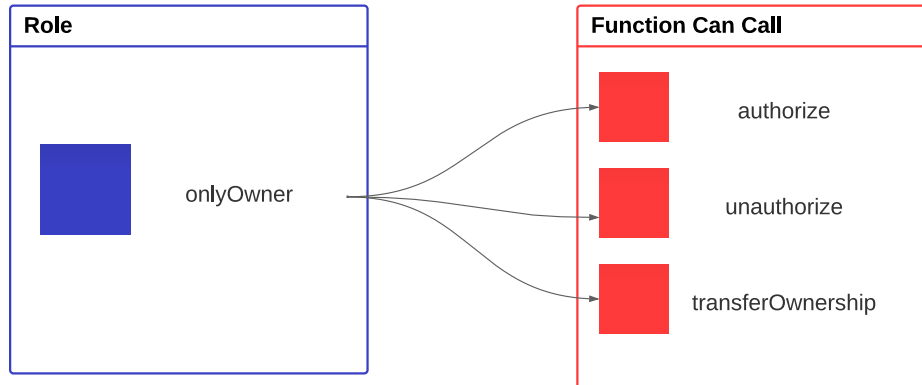 Role
Function Can Call
authorize
onlyOwner
unauthorize
transferOwnership